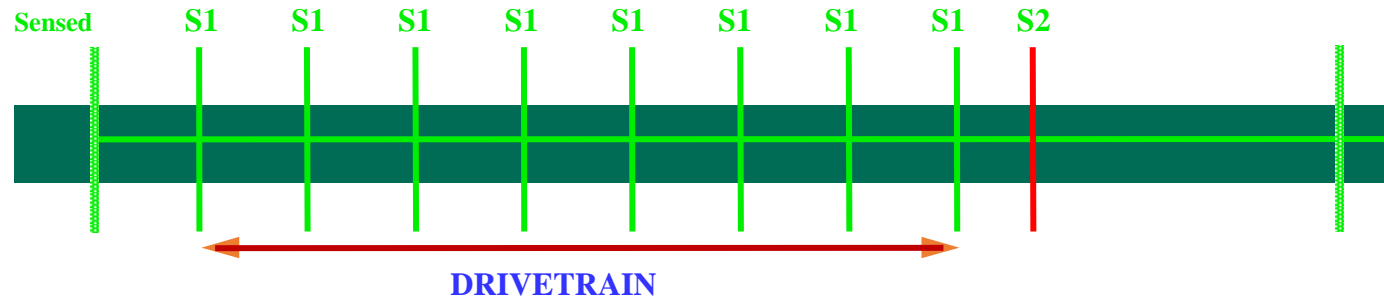 Sensed S1 S1 S1 S1 S1 S1 S1 S1 S2
DRIVETRAIN